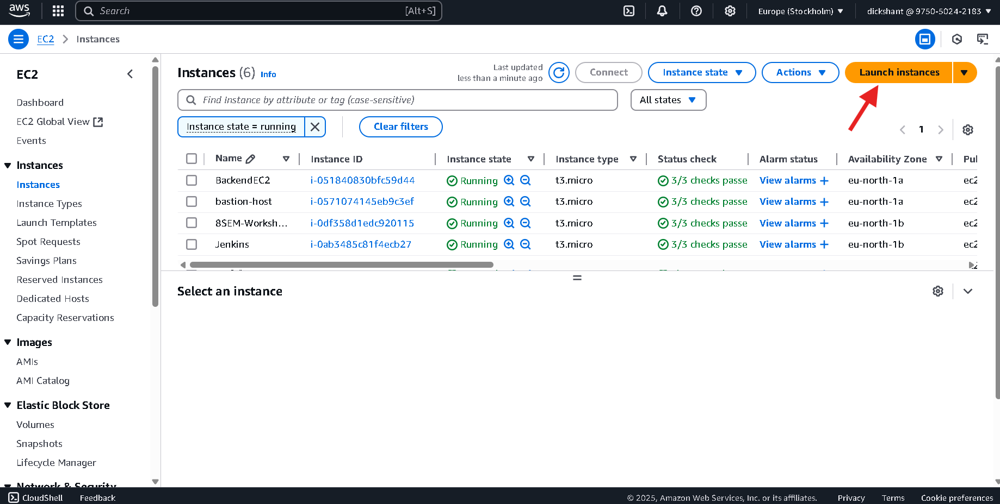 aws
Search [Alt+S]
Europe (Stockholm)
dickshant @ 9750-5024-2183
EC2 Instances
EC2
Dashboard
EC2 Global View
Events
Instances
Instances
Instance Types
Launch Templates
Spot Requests
Savings Plans
Reserved Instances
Dedicated Hosts
Capacity Reservations
Images
AMIs
AMI Catalog
Elastic Block Store
Volumes
Snapshots
Lifecycle Manager
Network & Security
Instances (6) Info
Last updated
less than a minute ago
Connect
Instance state
Actions
Launch instances
Find Instance by attribute or tag (case-sensitive)
All states
Instance state = running
Clear filters
1
Name Instance ID Instance state Instance type Status check Alarm status Availability Zone Pul
BackendEC2 i-051840830bfc59d44 Running t3.micro 3/3 checks passe View alarms eu-north-1a ec2
bastion-host i-0571074145eb9c3ef Running t3.micro 3/3 checks passe View alarms eu-north-1a ec2
8SEM-Worksh... i-0df358d1edc920115 Running t3.micro 3/3 checks passe View alarms eu-north-1b ec2
Jenkins i-0ab3485c81f4ecb27 Running t3.micro 3/3 checks passe View alarms eu-north-1b ec2
Select an instance
CloudShell Feedback
© 2025, Amazon Web Services, Inc. or its affiliates. Privacy Terms Cookie preferences